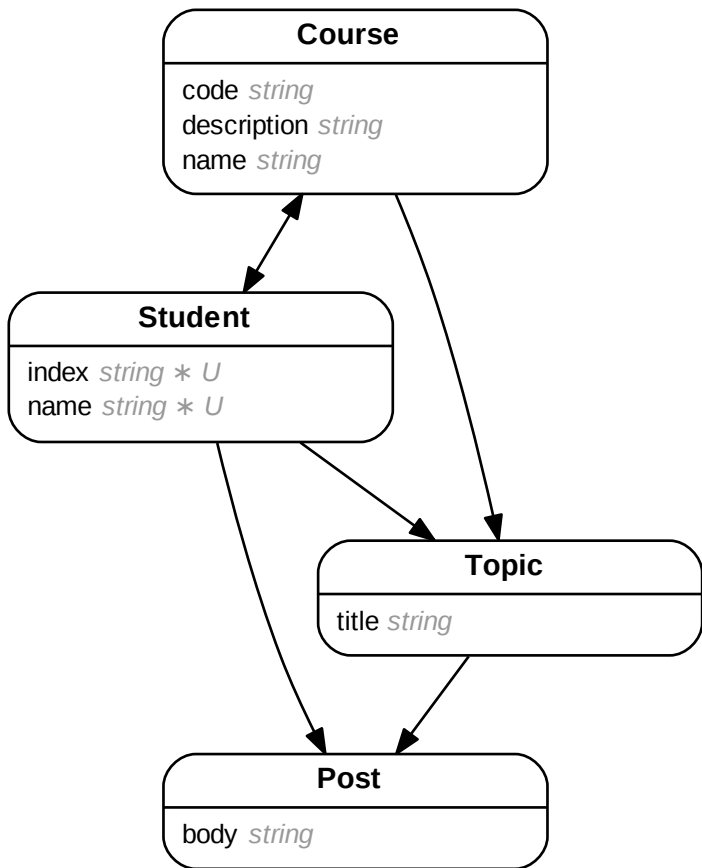 Course
code string
description string
name string
Student
index string ∗ U
name string ∗ U
Topic
title string
Post
body string